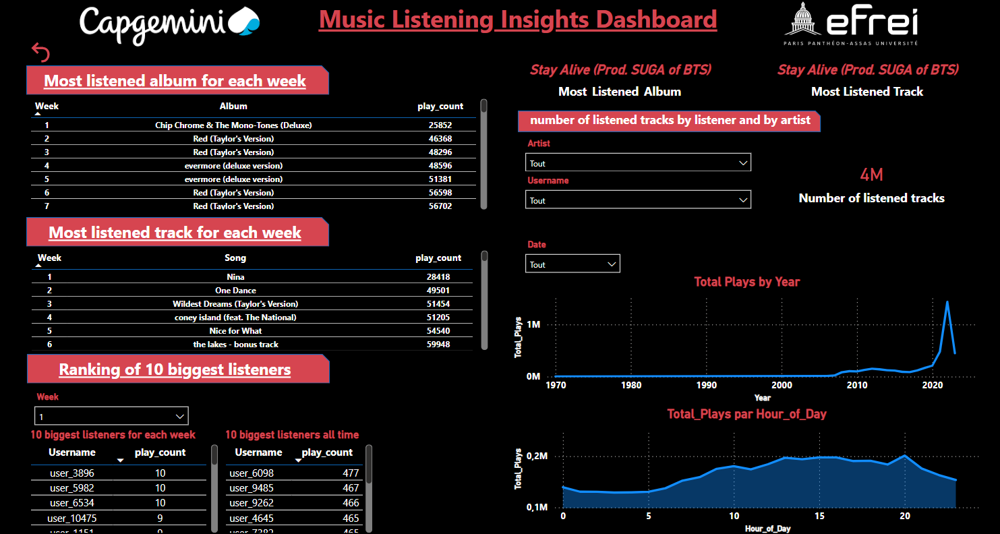 Capgemini
Music Listening Insights Dashboard
efrei
PARIS PANTHÉON-ASSAS UNIVERSITÉ
Most listened album for each week
Week Album play_count
1 Chip Chrome & The Mono-Tones (Deluxe) 25852
2 Red (Taylor's Version) 46368
3 Red (Taylor's Version) 48296
4 evermore (deluxe version) 48596
5 evermore (deluxe version) 51381
6 Red (Taylor's Version) 56598
7 Red (Taylor's Version) 56702
Most listened track for each week
Week Song play_count
1 Nina 28418
2 One Dance 49501
3 Wildest Dreams (Taylor's Version) 51454
4 coney island (feat. The National) 51205
5 Nice for What 54540
6 the lakes - bonus track 59948
Ranking of 10 biggest listeners
Week
1
10 biggest listeners for each week
Username play_count
user_3896 10
user_5982 10
user_6534 10
user_10475 9
user_1151 9
10 biggest listeners all time
Username play_count
user_6098 477
user_9485 467
user_9262 466
user_4645 465
user_7382 465
Stay Alive (Prod. SUGA of BTS)
Most Listened Album
Stay Alive (Prod. SUGA of BTS)
Most Listened Track
number of listened tracks by listener and by artist
Artist
Tout
Username
Tout
4M
Number of listened tracks
Date
Tout
Total Plays by Year
Total_Plays
1M
0M
1970 1980 1990 2000 2010 2020
Year
Total_Plays par Hour_of_Day
Total_Plays
0,2M
0,1M
0 5 10 15 20
Hour_of_Day